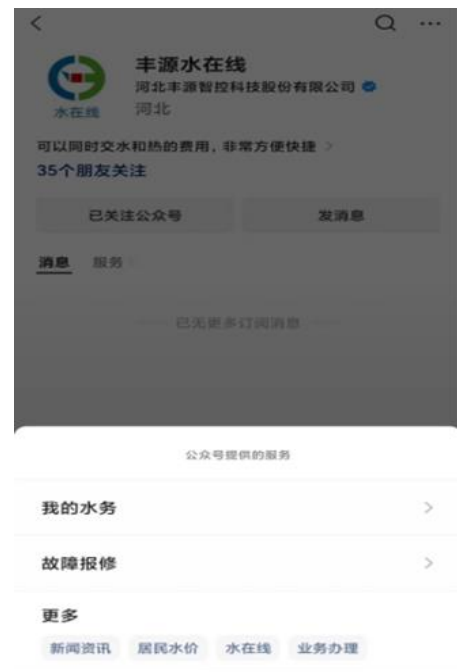 丰源水在线
河北丰源智控科技股份有限公司
水在线
河北
可以同时交水和热的费用，非常方便快捷
35个朋友关注
已关注公众号 发消息
消息 服务
已无更多订阅消息
公众号提供的服务
我的水务
故障报修
更多
新闻资讯 居民水价 水在线 业务办理